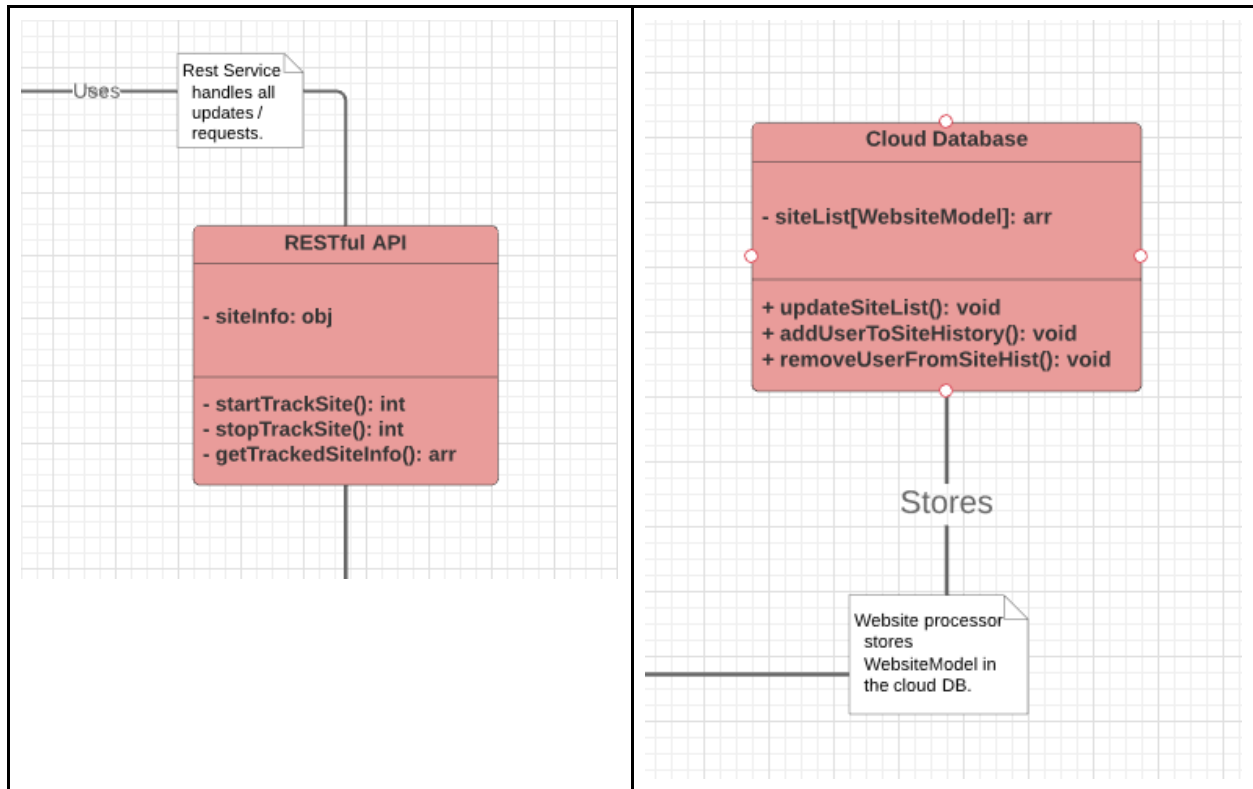 Uses
Rest Service
handles all
updates /
requests.
RESTful API
- siteInfo: obj
- startTrackSite(): int
- stopTrackSite(): int
- getTrackedSiteInfo(): arr
Cloud Database
- siteList[WebsiteModel]: arr
+ updateSiteList(): void
+ addUserToSiteHistory(): void
+ removeUserFromSiteHist(): void
Stores
Website processor
stores
WebsiteModel in
the cloud DB.